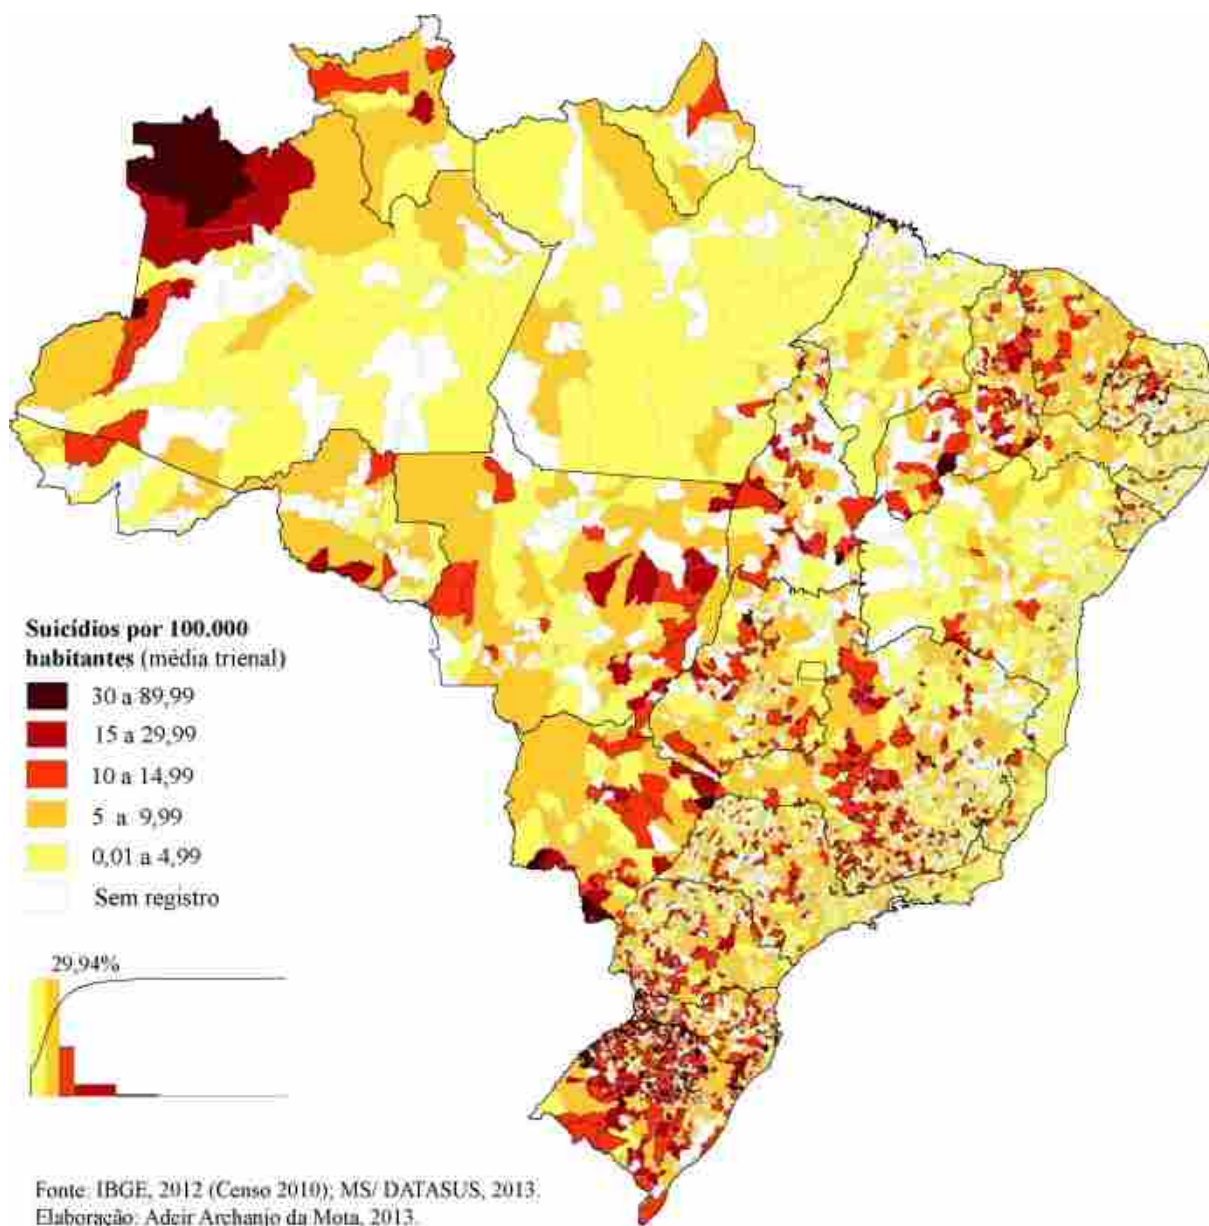 Suicídios por 100.000
habitantes (média trienal)
30 a 89,99
15 a 29,99
10 a 14,99
5 a 9,99
0,01 a 4,99
Sem registro
29,94%
Fonte: IBGE, 2012 (Censo 2010); MS/ DATASUS, 2013.
Elaboração: Adeir Archanjo da Mota, 2013.